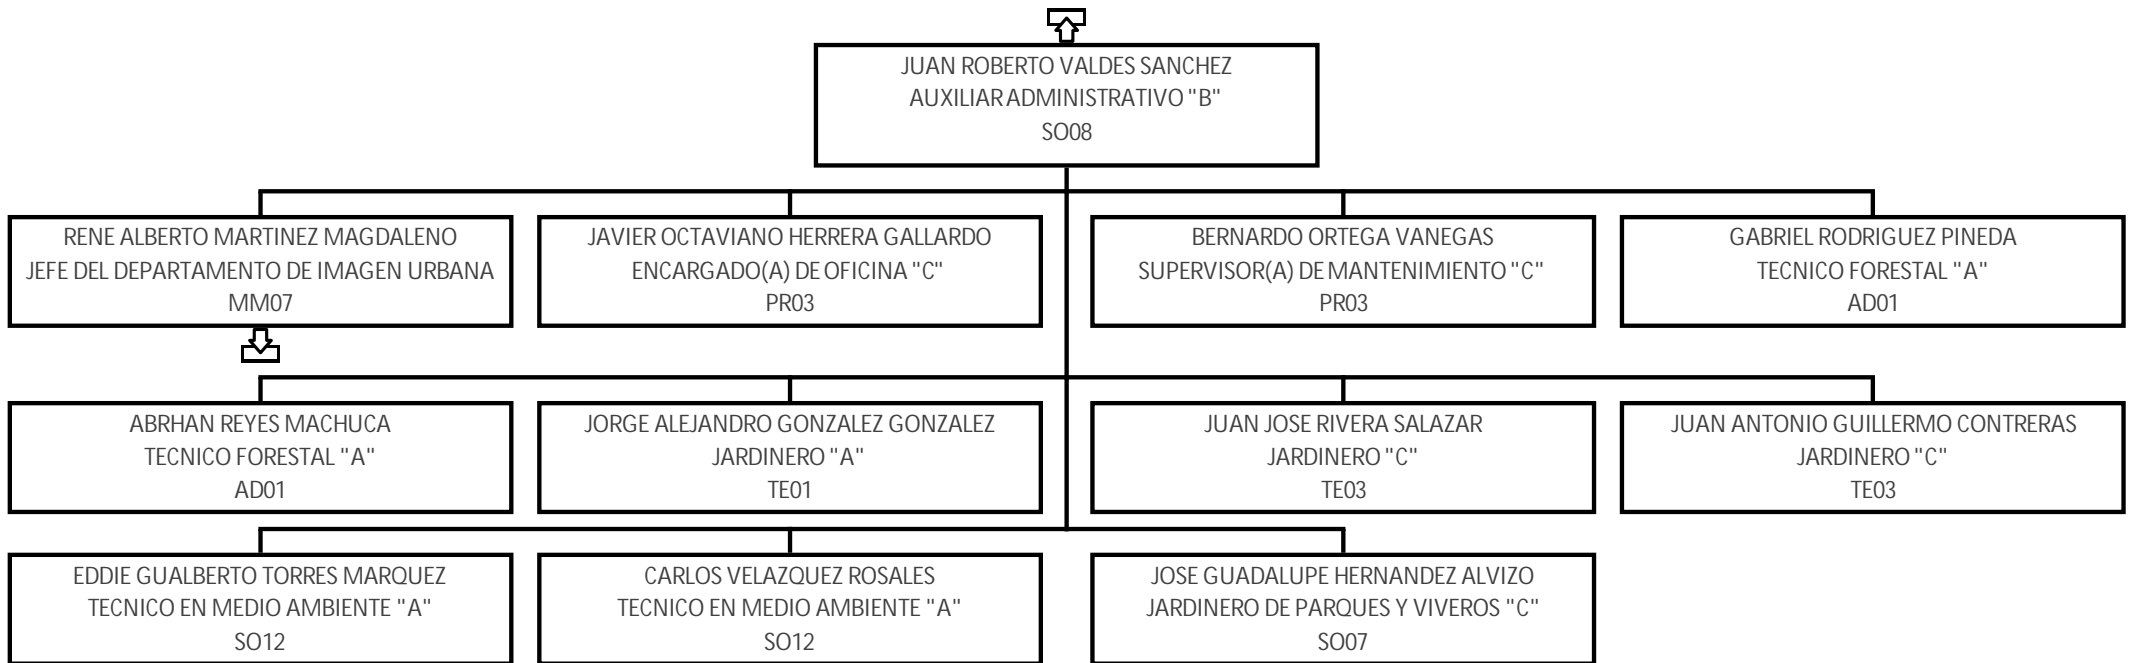 JUAN ROBERTO VALDES SANCHEZ
AUXILIAR ADMINISTRATIVO "B"
SO08
RENE ALBERTO MARTINEZ MAGDALENO
JEFE DEL DEPARTAMENTO DE IMAGEN URBANA
MM07
JAVIER OCTAVIANO HERRERA GALLARDO
ENCARGADO(A) DE OFICINA "C"
PR03
BERNARDO ORTEGA VANEGAS
SUPERVISOR(A) DE MANTENIMIENTO "C"
PR03
GABRIEL RODRIGUEZ PINEDA
TECNICO FORESTAL "A"
AD01
ABRHAN REYES MACHUCA
TECNICO FORESTAL "A"
AD01
JORGE ALEJANDRO GONZALEZ GONZALEZ
JARDINERO "A"
TE01
JUAN JOSE RIVERA SALAZAR
JARDINERO "C"
TE03
JUAN ANTONIO GUILLERMO CONTRERAS
JARDINERO "C"
TE03
EDDIE GUALBERTO TORRES MARQUEZ
TECNICO EN MEDIO AMBIENTE "A"
SO12
CARLOS VELAZQUEZ ROSALES
TECNICO EN MEDIO AMBIENTE "A"
SO12
JOSE GUADALUPE HERNANDEZ ALVIZO
JARDINERO DE PARQUES Y VIVEROS "C"
SO07